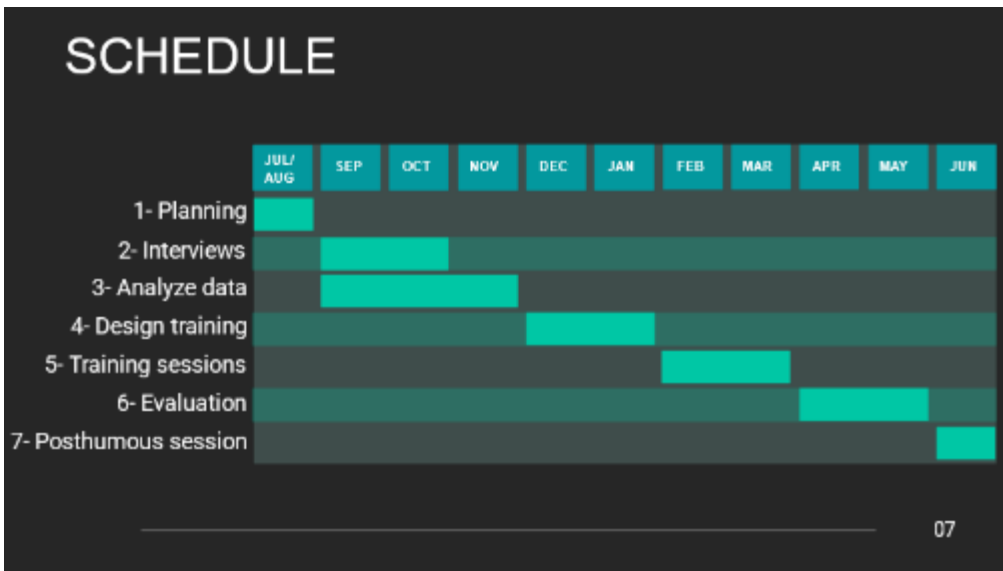 SCHEDULE
JUL/
AUG SEP OCT NOV DEC JAN FEB MAR APR MAY JUN
1- Planning
2- Interviews
3- Analyze data
4- Design training
5- Training sessions
6- Evaluation
7- Posthumous session
07